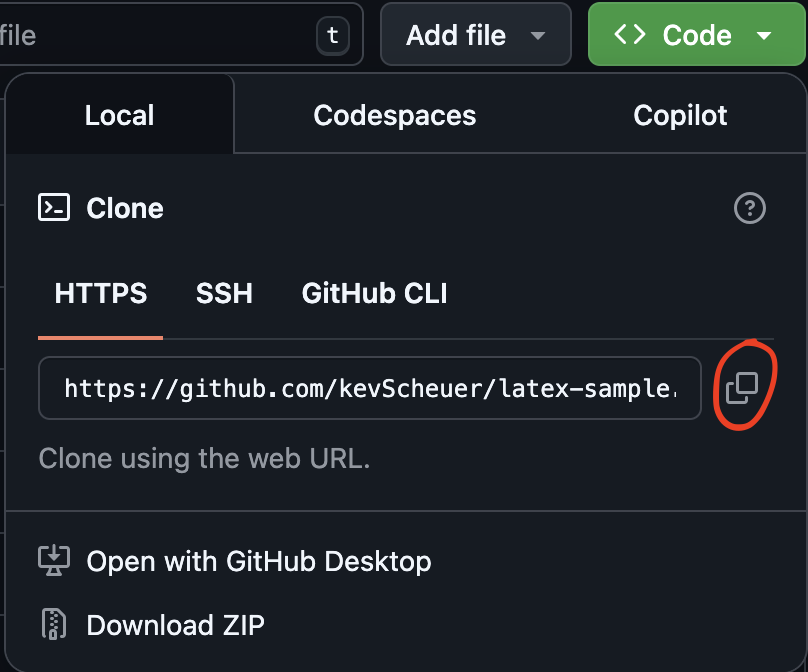 file t Add file Code
Local Codespaces Copilot
Clone
HTTPS SSH GitHub CLI
https://github.com/kevScheuer/latex-sample.
Clone using the web URL.
Open with GitHub Desktop
Download ZIP